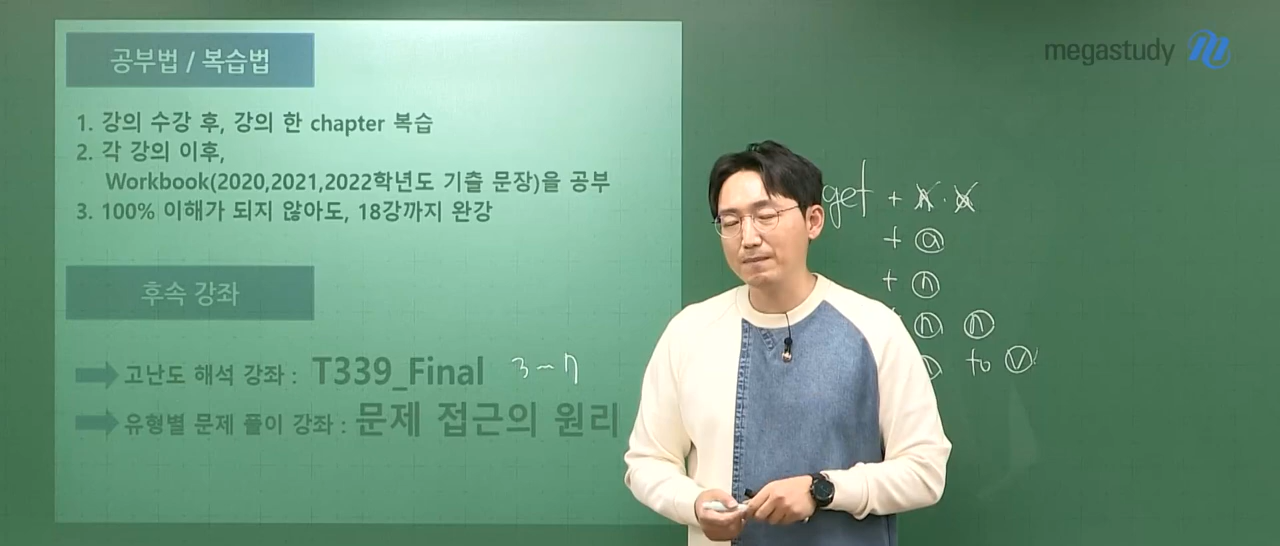 공부법 / 복습법
1. 강의 수강 후, 강의 한 chapter 복습
2. 각 강의 이후,
Workbook(2020,2021,2022학년도 기출 문장)을 공부
3. 100% 이해가 되지 않아도, 18강까지 완강
후속 강좌
고난도 해석 강좌 : T339_Final 3~7
유형별 문제 풀이 강좌 : 문제 접근의 원리
megastudy
get + X · X
+ a
+ n
n n
to V